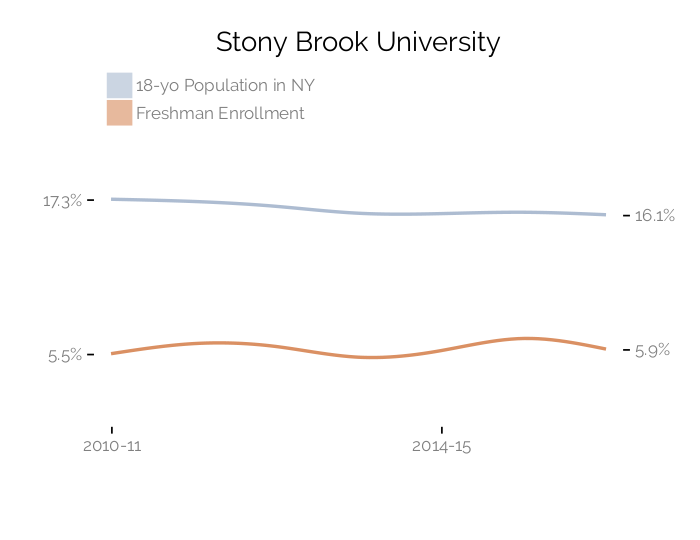 Stony Brook University
18-yo Population in NY
Freshman Enrollment
17.3%
16.1%
5.5%
5.9%
2010-11
2014-15